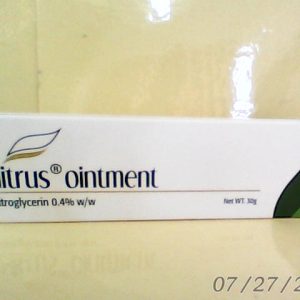 itrus® ointment
troglycerin 0.4% w/w
Net WT. 30g
07/27/2